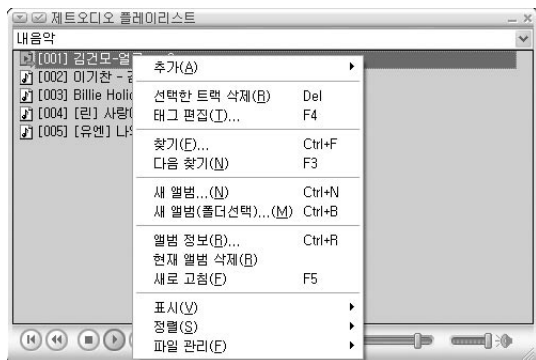 제트오디오 플레이리스트
내음악
[001] 김건모-얼
[002] 이기찬 -
[003] Billie Holi
[004] [린] 사랑
[005] [유엔]
추가(A)
선택한 트랙 삭제(R) Del
태그 편집(T)... F4
찾기(F)... Ctrl+F
다음 찾기(N) F3
새 앨범...(N) Ctrl+N
새 앨범(폴더선택)...(M) Ctrl+B
앨범 정보(R)... Ctrl+R
현재 앨범 삭제(R)
새로 고침(F) F5
표시(V)
정렬(S)
파일 관리(F)